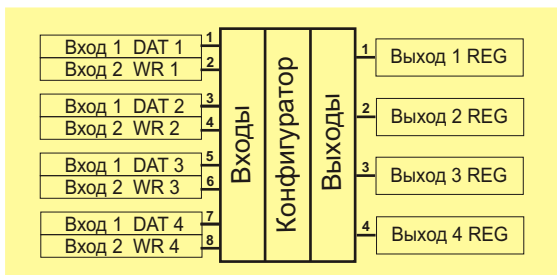 Вход 1 DAT 1
1
Вход 2 WR 1
2
Вход 1 DAT 2
3
Вход 2 WR 2
4
Вход 1 DAT 3
5
Вход 2 WR 3
6
Вход 1 DAT 4
7
Вход 2 WR 4
8
Входы
Конфигуратор
Выходы
1
Выход 1 REG
2
Выход 2 REG
3
Выход 3 REG
4
Выход 4 REG